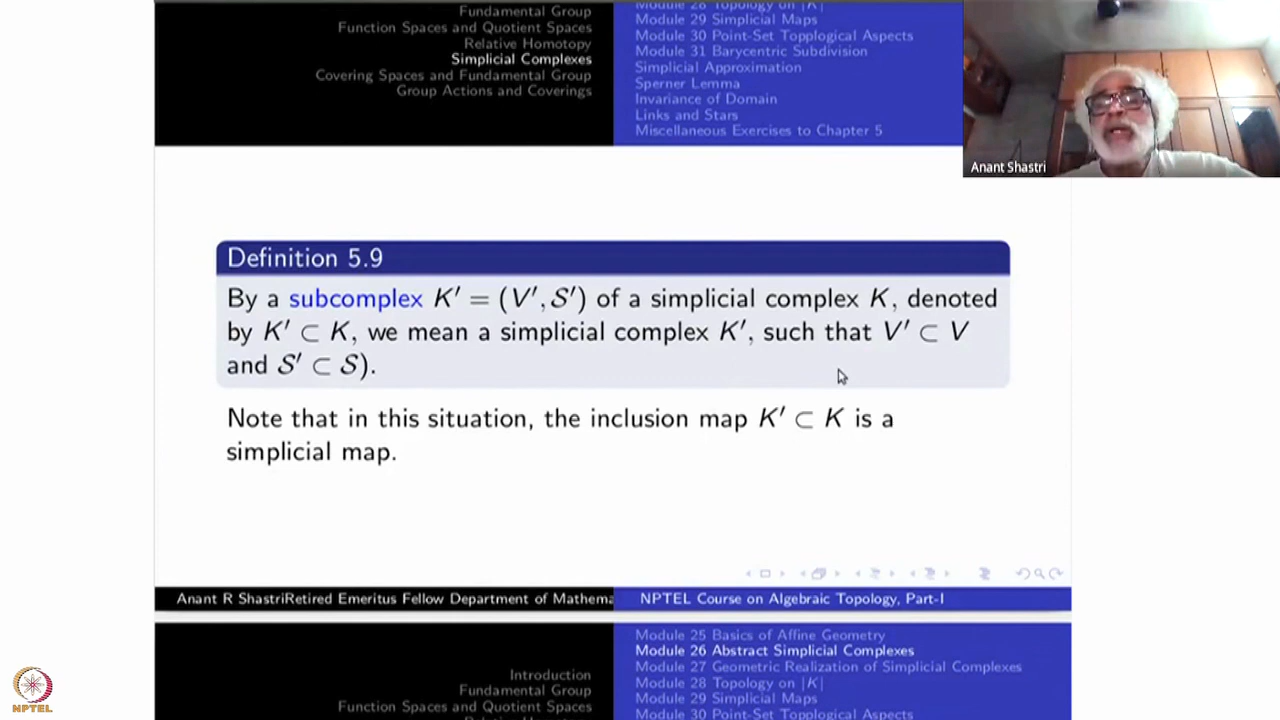 Fundamental Group
Function Spaces and Quotient Spaces
Relative Homotopy
Simplicial Complexes
Covering Spaces and Fundamental Group
Group Actions and Coverings
Module 28 Topology on |K|
Module 29 Simplicial Maps
Module 30 Point-Set Topplogical Aspects
Module 31 Barycentric Subdivision
Simplicial Approximation
Sperner Lemma
Invariance of Domain
Links and Stars
Miscellaneous Exercises to Chapter 5
Anant Shastri
Definition 5.9
By a subcomplex K′ = (V′, S′) of a simplicial complex K, denoted
by K′ ⊂ K, we mean a simplicial complex K′, such that V′ ⊂ V
and S′ ⊂ S).
Note that in this situation, the inclusion map K′ ⊂ K is a
simplicial map.
Anant R ShastriRetired Emeritus Fellow Department of Mathema
NPTEL Course on Algebraic Topology, Part-I
Introduction
Fundamental Group
Function Spaces and Quotient Spaces
Module 25 Basics of Affine Geometry
Module 26 Abstract Simplicial Complexes
Module 27 Geometric Realization of Simplicial Complexes
Module 28 Topology on |K|
Module 29 Simplicial Maps
Module 30 Point-Set Topplogical Aspects
NPTEL